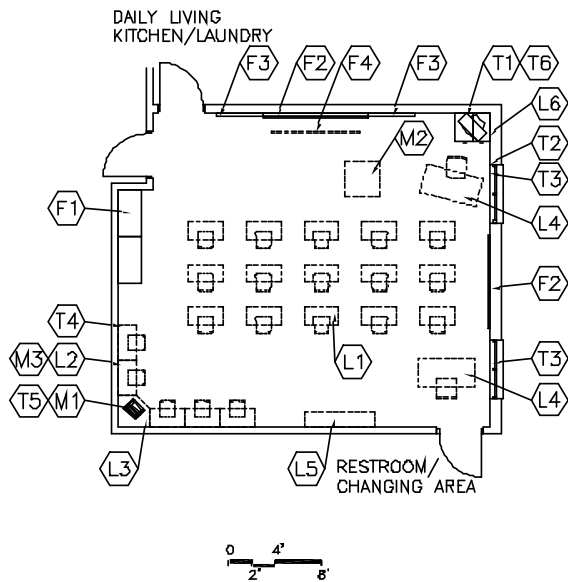 DAILY LIVING
KITCHEN/LAUNDRY
F3 F2 F4 F3 T1 T6
L6
M2
T2
T3
F1
L4
F2
T4
M3 L2
L1
T3
T5 M1
L4
L3
L5
RESTROOM/
CHANGING AREA
0 4'
2' 8'